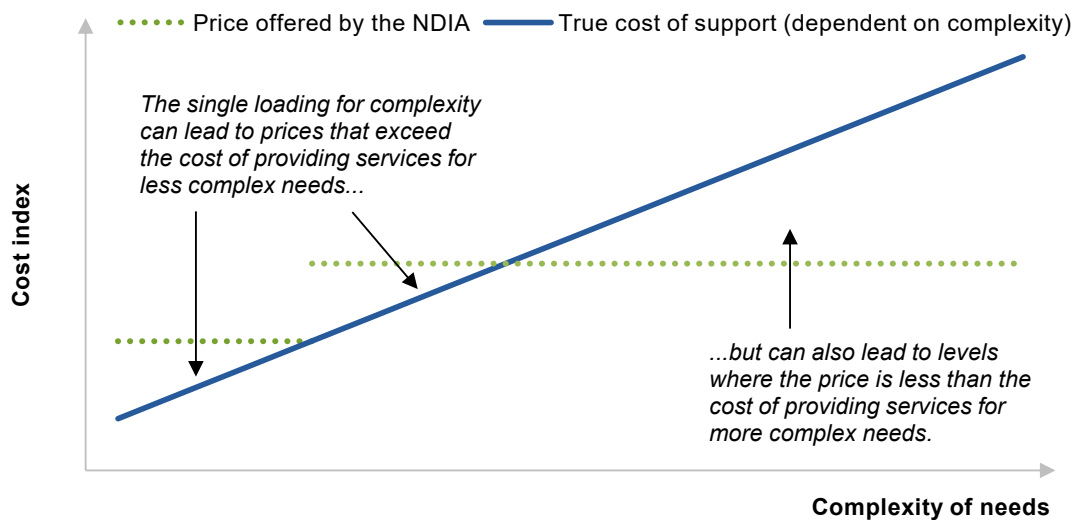 Price offered by the NDIA
True cost of support (dependent on complexity)
The single loading for complexity
can lead to prices that exceed
the cost of providing services for
less complex needs...
Cost index
...but can also lead to levels
where the price is less than the
cost of providing services for
more complex needs.
Complexity of needs